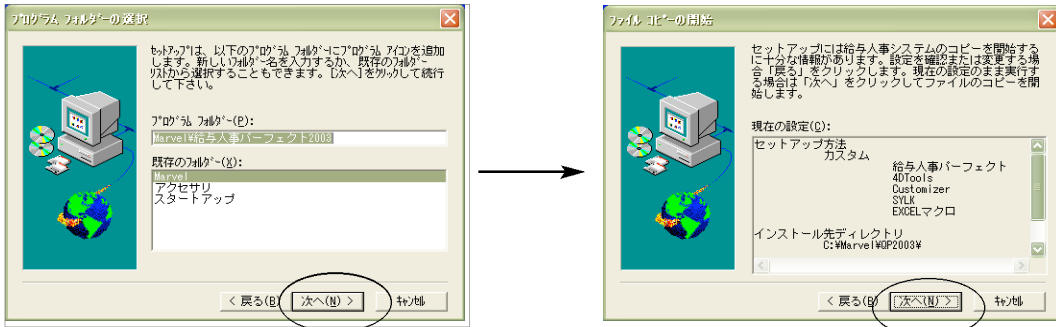 プログラム フォルダーの選択
セットアップは、以下のプログラム フォルダーにプログラム アイコンを追加
します。新しいフォルダー名を入力するか、既存のフォルダー
リストから選択することもできます。［次へ］をクリックして続行
して下さい。
プログラム フォルダー(P):
Marvel¥給与人事パーフェクト2003
既存のフォルダー(X):
Marvel
アクセサリ
スタートアップ
< 戻る(B)
次へ(N) >
キャンセル
ファイル コピーの開始
セットアップには給与人事システムのコピーを開始する
に十分な情報があります。設定を確認または変更する場
合「戻る」をクリックします。現在の設定のまま実行す
る場合は「次へ」をクリックしてファイルのコピーを開
始します。
現在の設定(C):
セットアップ方法
カスタム
給与人事パーフェクト
4DTools
Customizer
SYLK
EXCELマクロ
インストール先ディレクトリ
C:¥Marvel¥QP2003¥
< 戻る(B)
次へ(N) >
キャンセル